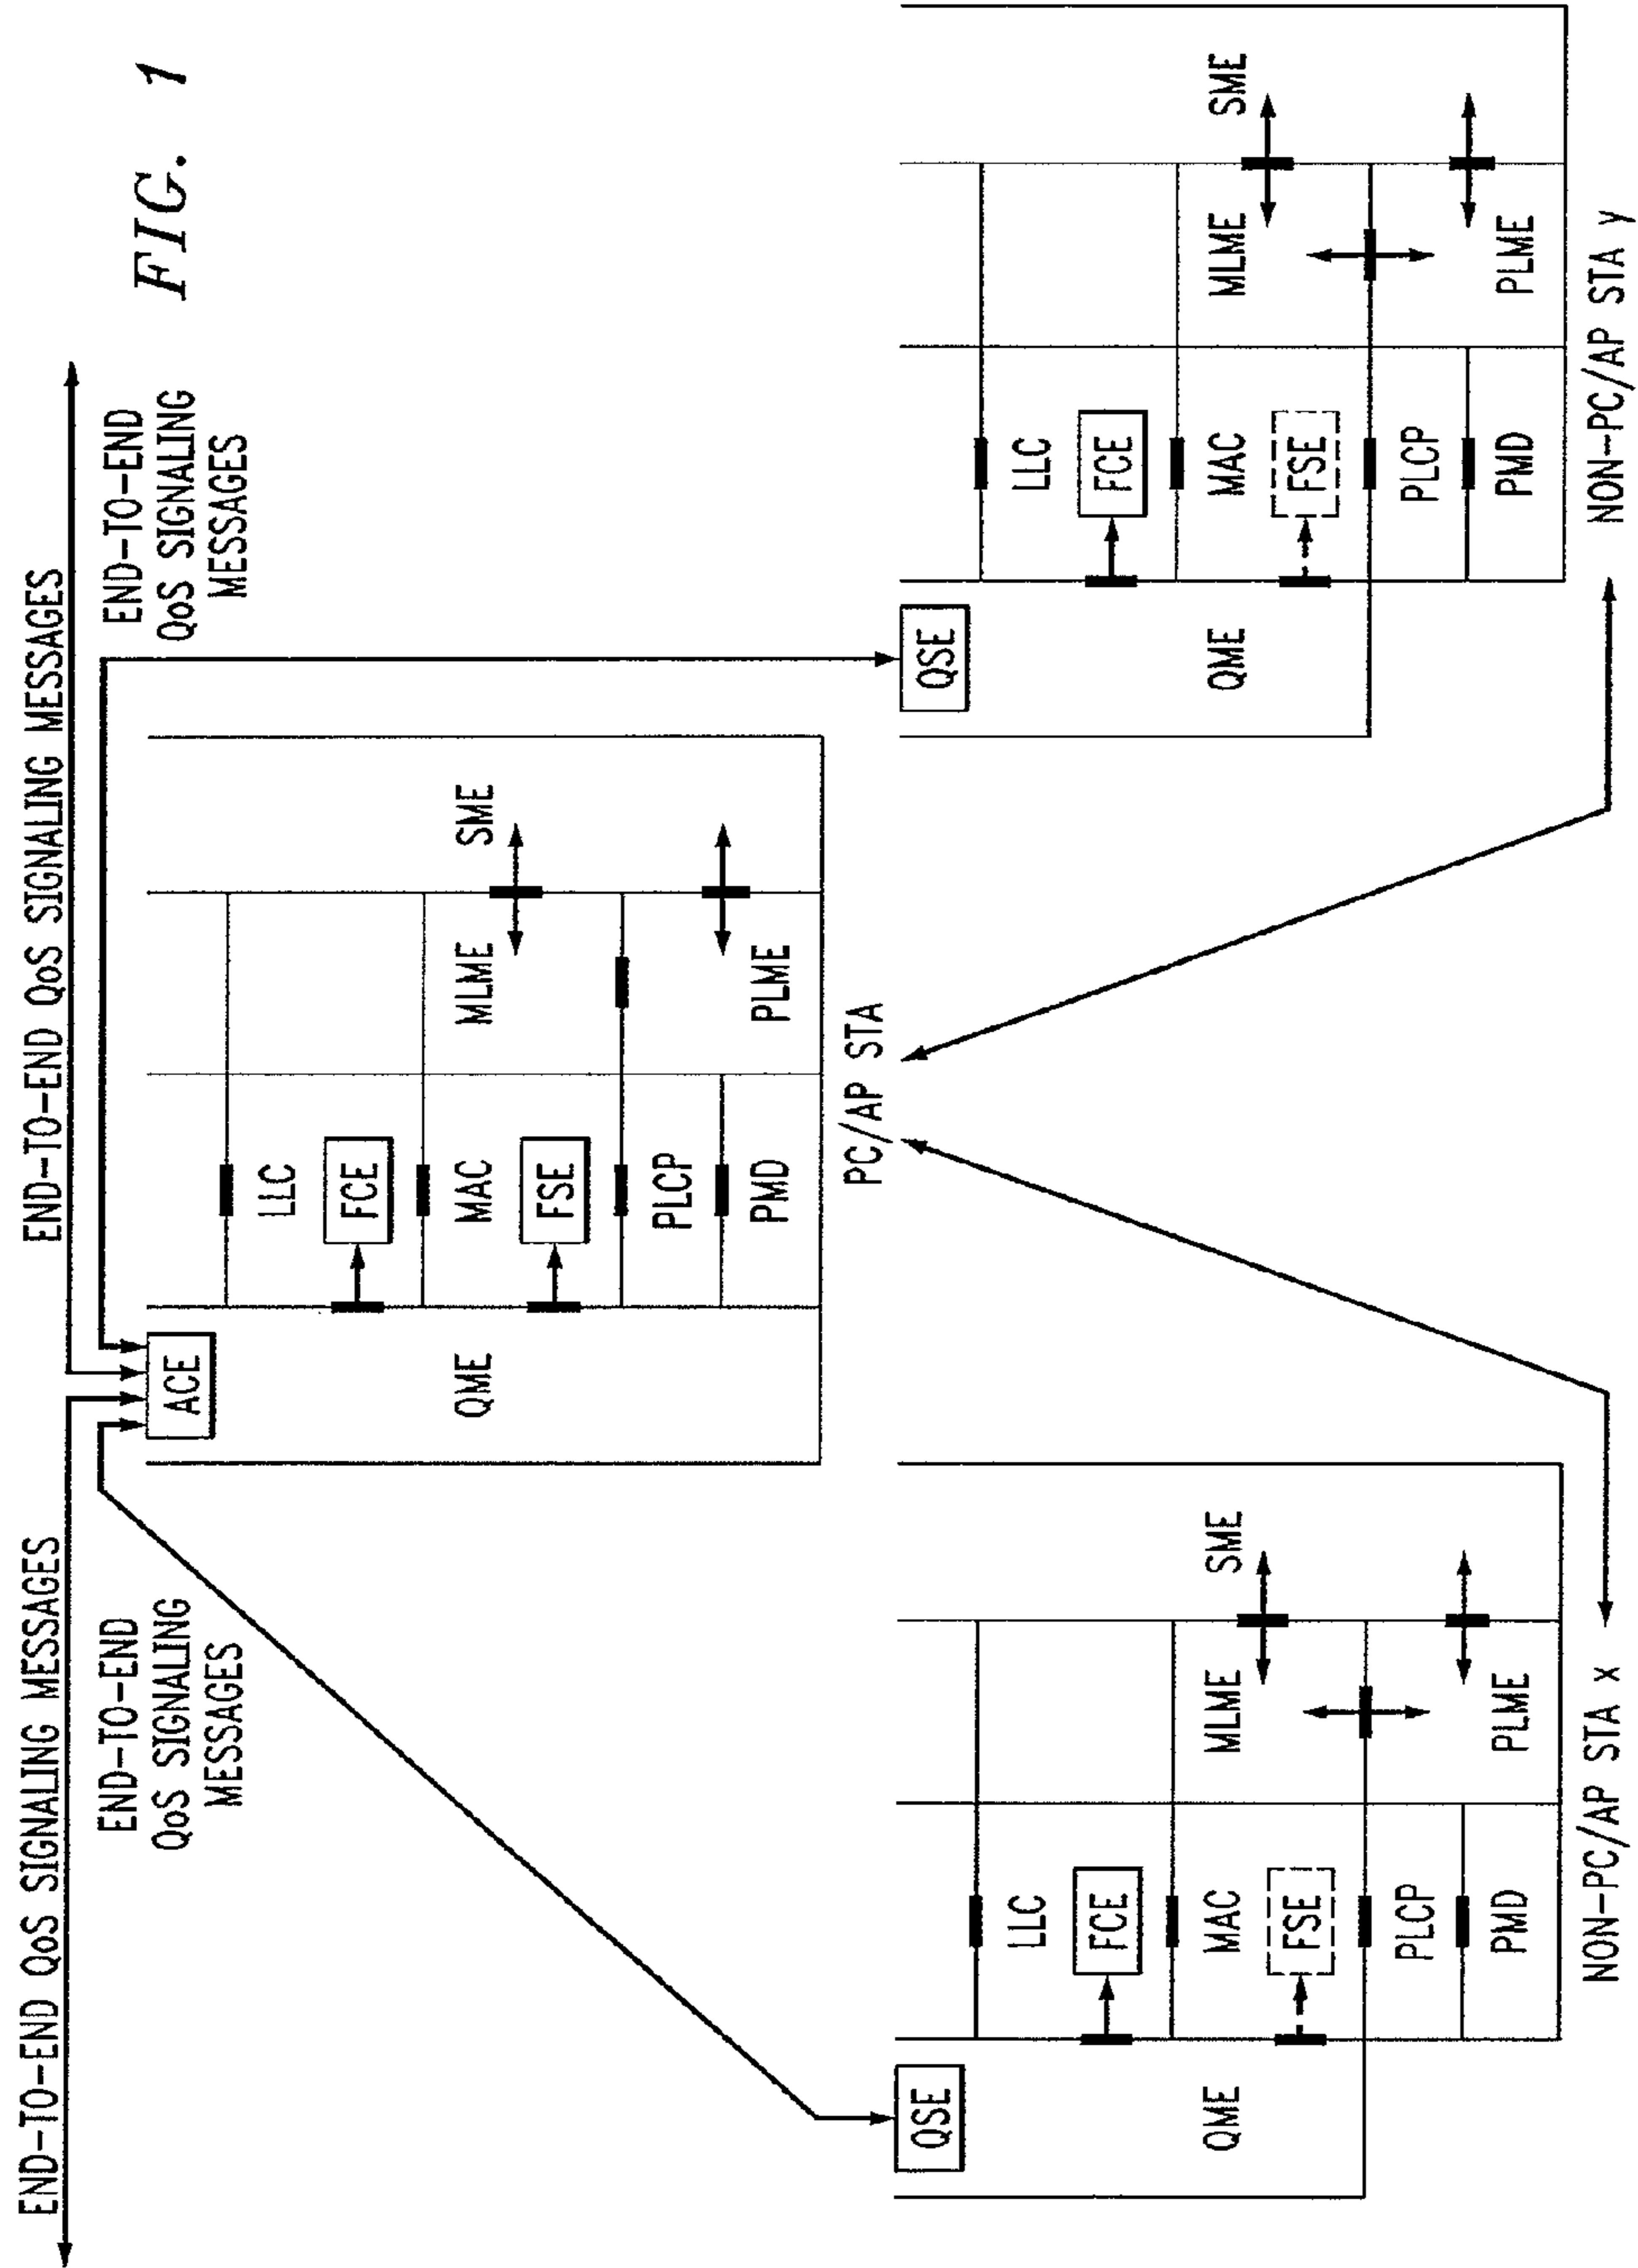 FIG. 1
END-TO-END QoS SIGNALING MESSAGES
END-TO-END QoS SIGNALING MESSAGES
END-TO-END
QoS SIGNALING
MESSAGES
END-TO-END
QoS SIGNALING
MESSAGES
ACE
QME
LLC
FCE
MAC
FSE
PLCP
PMD
MLME
SME
PLME
PC/AP STA
QSE
QME
LLC
FCE
MAC
FSE
PLCP
PMD
MLME
SME
PLME
NON-PC/AP STA x
QSE
QME
LLC
FCE
MAC
FSE
PLCP
PMD
MLME
SME
PLME
NON-PC/AP STA y